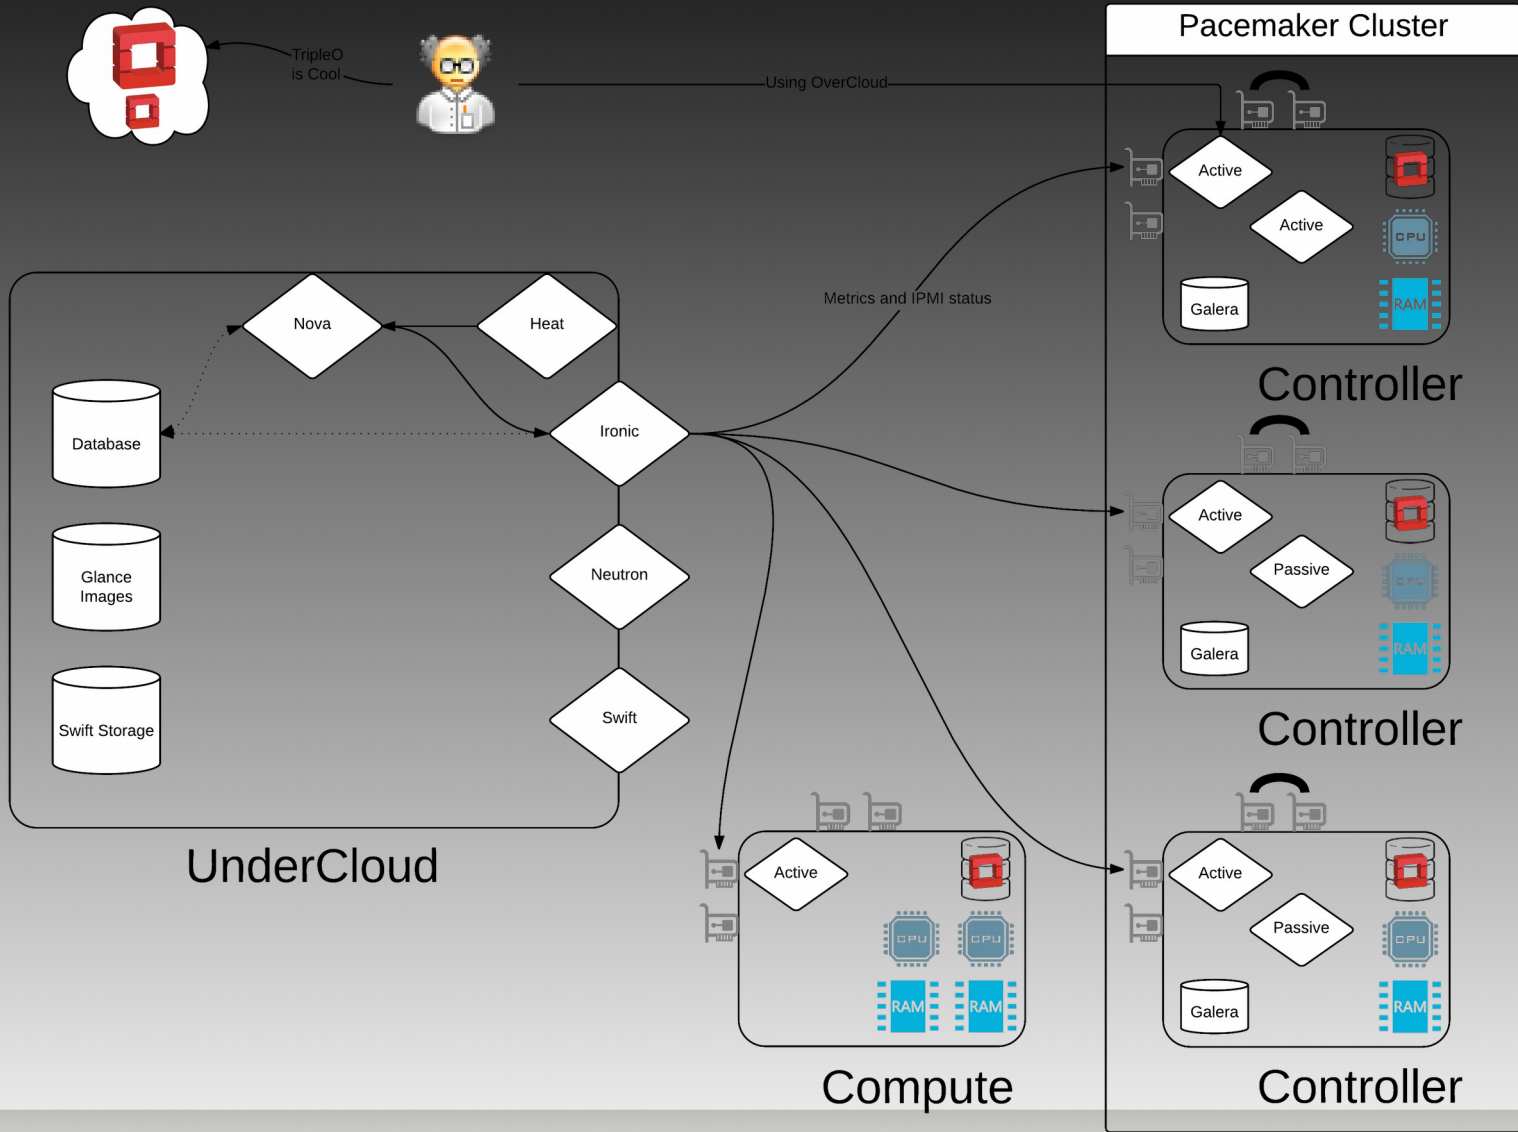 Pacemaker Cluster
TripleO
is Cool
Using OverCloud
Active
Active
CPU
Galera
RAM
Controller
Metrics and IPMI status
Nova
Heat
Database
Ironic
Glance
Images
Neutron
Swift Storage
Swift
UnderCloud
Active
Passive
CPU
Galera
RAM
Controller
Active
CPU
CPU
RAM
RAM
Compute
Active
Passive
CPU
Galera
RAM
Controller